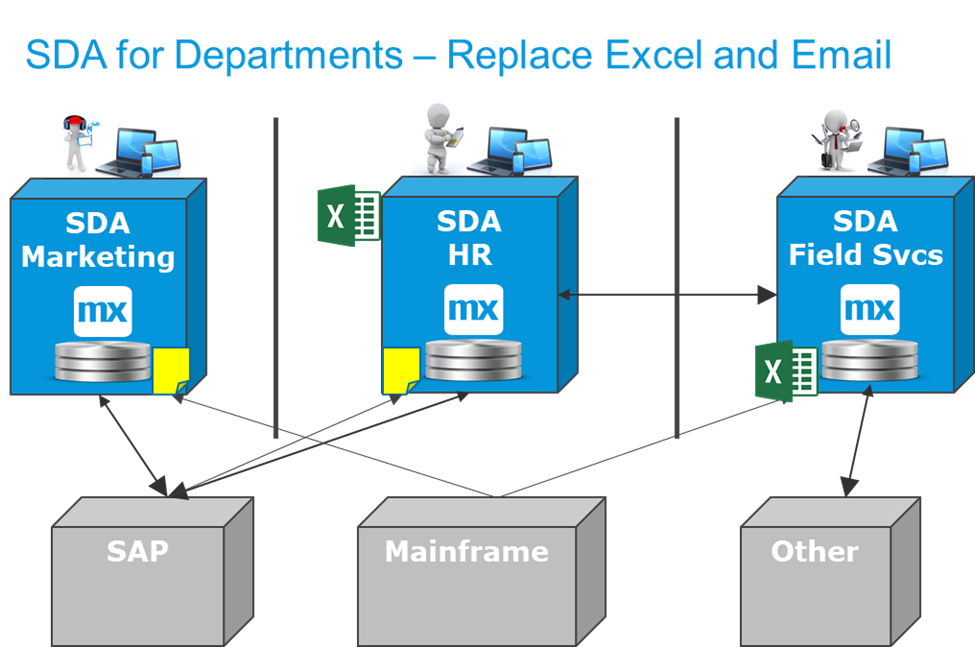 SDA for Departments – Replace Excel and Email
SDA
Marketing
mx
X
SDA
HR
mx
SDA
Field Svcs
mx
X
SAP
Mainframe
Other